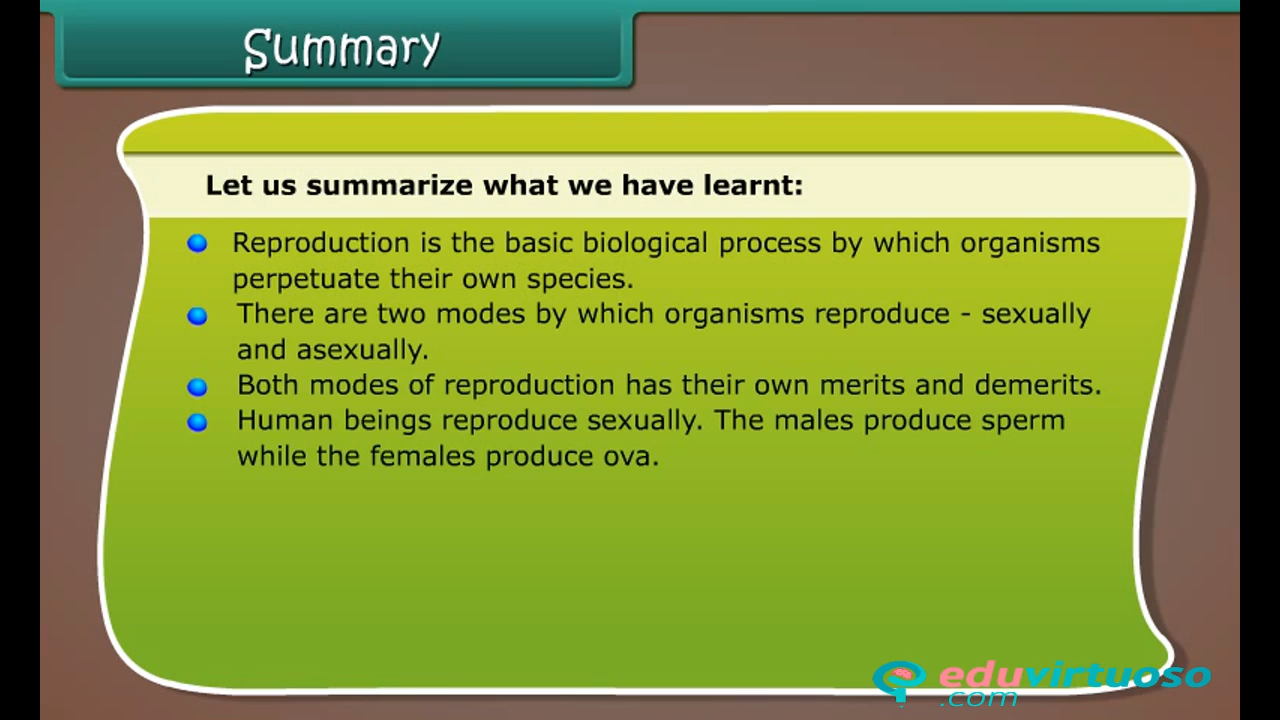 Summary
Let us summarize what we have learnt:
Reproduction is the basic biological process by which organisms
perpetuate their own species.
There are two modes by which organisms reproduce - sexually
and asexually.
Both modes of reproduction has their own merits and demerits.
Human beings reproduce sexually. The males produce sperm
while the females produce ova.
eduvirtuoso
.com